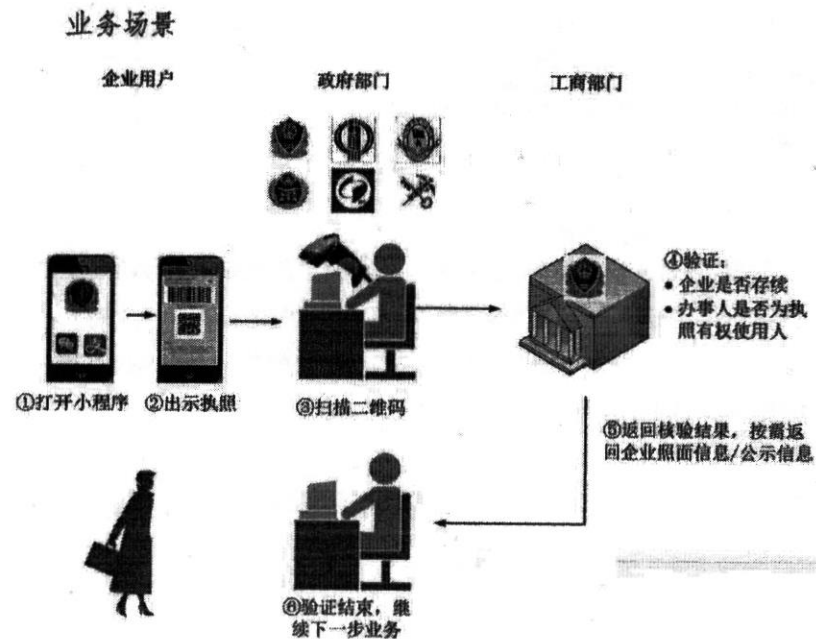 业务场景
企业用户
政府部门
工商部门
④验证：
• 企业是否存续
• 办事人是否为执
照有权使用人
①打开小程序
②出示执照
③扫描二维码
⑤返回核验结果，按需返
回企业照面信息/公示信息
⑥验证结束，继
续下一步业务